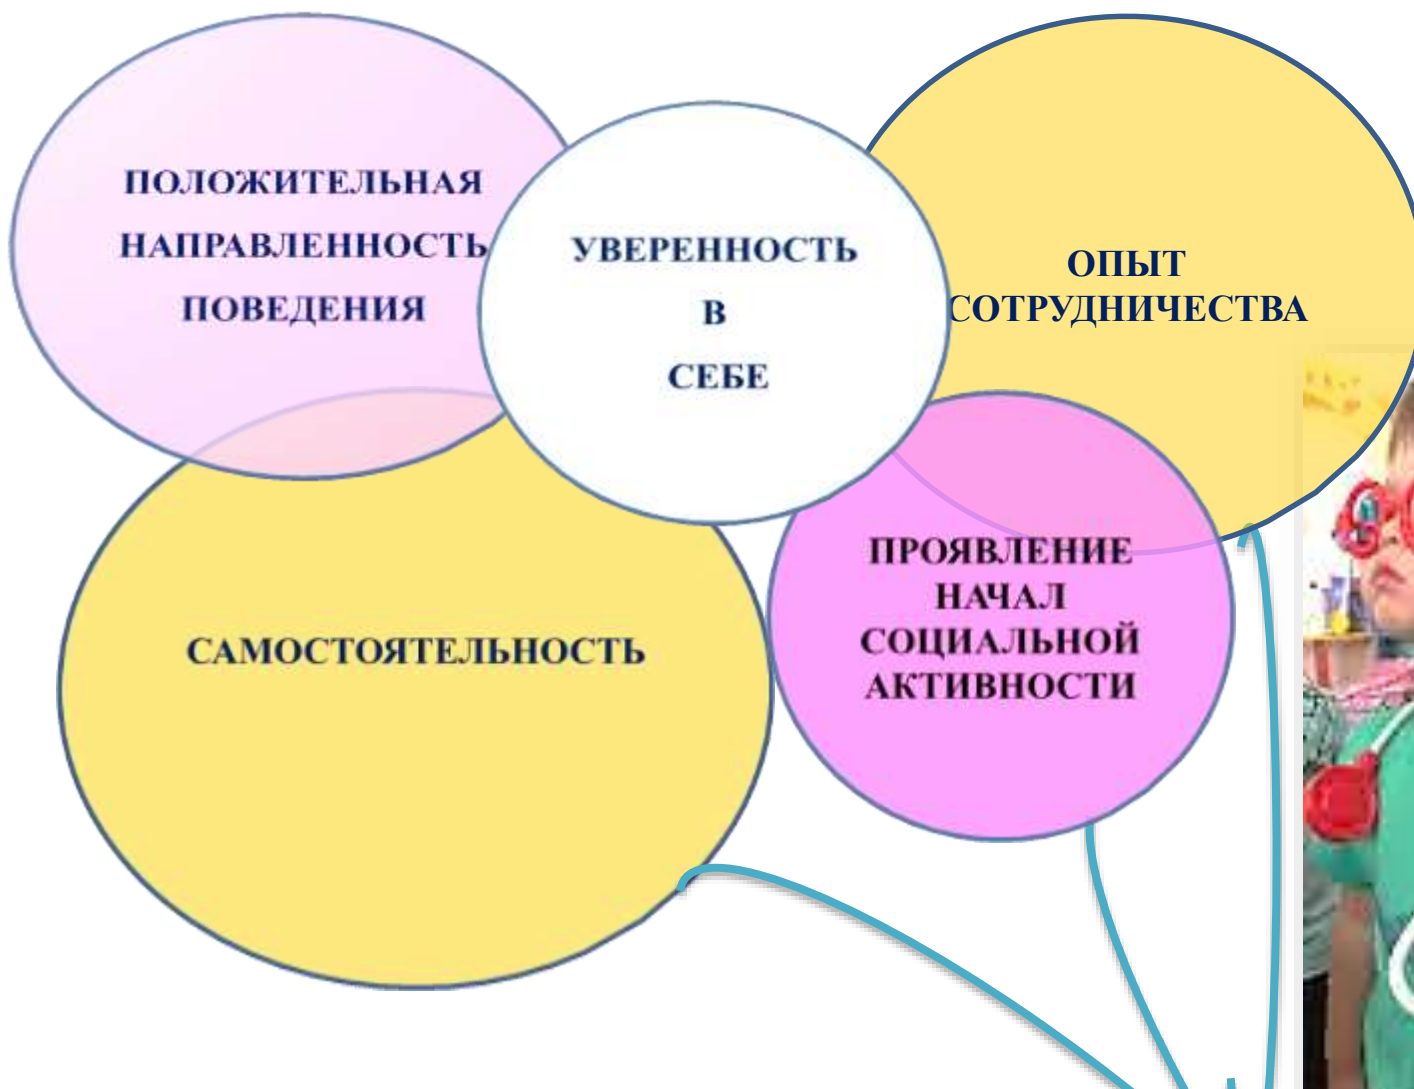 ПОЛОЖИТЕЛЬНАЯ
НАПРАВЛЕННОСТЬ
ПОВЕДЕНИЯ
УВЕРЕННОСТЬ
В
СЕБЕ
ОПЫТ
СОТРУДНИЧЕСТВА
САМОСТОЯТЕЛЬНОСТЬ
ПРОЯВЛЕНИЕ
НАЧАЛ
СОЦИАЛЬНОЙ
АКТИВНОСТИ